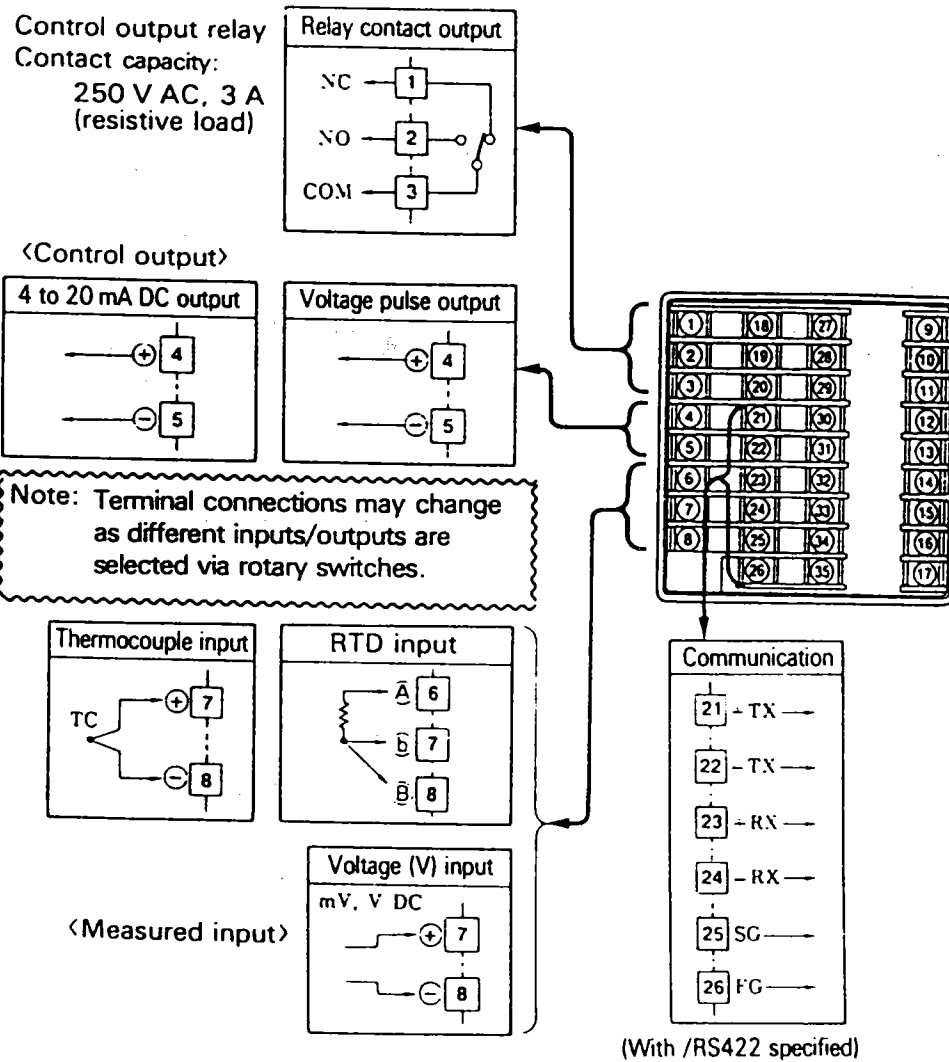 Control output relay
Contact capacity:
250 V AC, 3 A
(resistive load)
Relay contact output
NC 1
NO 2
COM 3
〈Control output〉
4 to 20 mA DC output
+ 4
− 5
Voltage pulse output
+ 4
− 5
Note: Terminal connections may change
as different inputs/outputs are
selected via rotary switches.
1 18 27 9
2 19 28 10
3 20 29 11
4 21 30 12
5 22 31 13
6 23 32 14
7 24 33 15
8 25 34 16
26 35 17
Thermocouple input
TC
+ 7
− 8
RTD input
A 6
b 7
B 8
Voltage (V) input
mV, V DC
+ 7
− 8
〈Measured input〉
Communication
21 + TX
22 − TX
23 + RX
24 − RX
25 SG
26 FG
(With /RS422 specified)